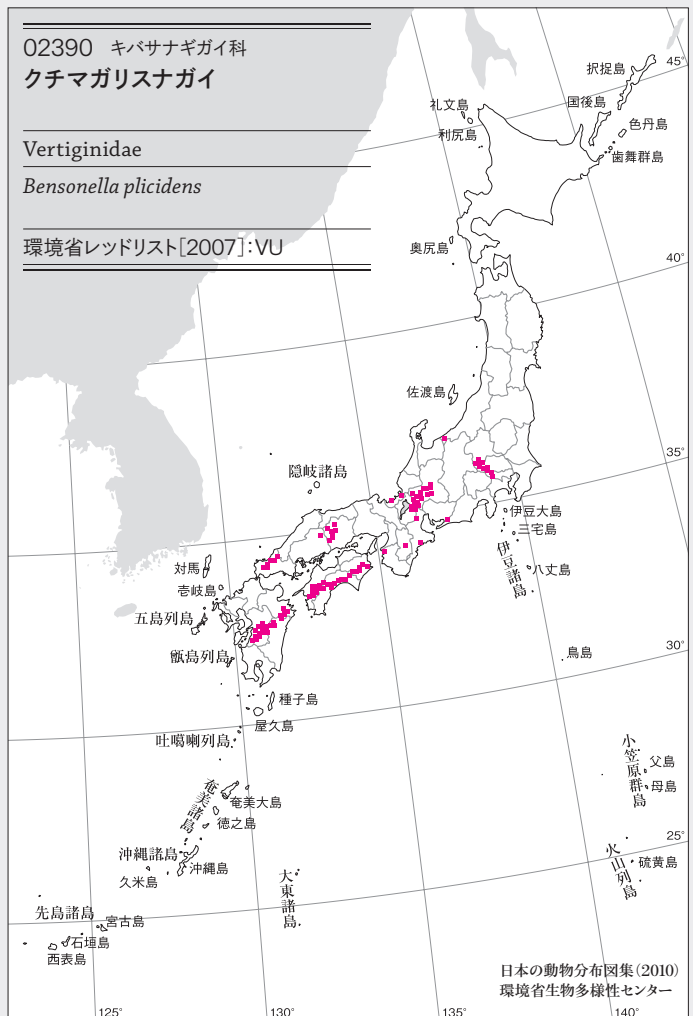 02390 キバサナギガイ科
クチマガリスナガイ
Vertiginidae
Bensonella plicidens
環境省レッドリスト[2007]:VU
45°
択捉島
国後島
礼文島
色丹島
利尻島
歯舞群島
奥尻島
40°
佐渡島
35°
隠岐諸島
伊豆大島
三宅島
伊豆諸島
八丈島
対馬
壱岐島
五島列島
甑島列島
30°
鳥島
種子島
屋久島
吐噶喇列島
小笠原群島
父島
母島
奄美諸島
奄美大島
徳之島
25°
沖縄諸島
沖縄島
久米島
火山列島
硫黄島
大東諸島
先島諸島
宮古島
石垣島
西表島
日本の動物分布図集(2010)
環境省生物多様性センター
125°
130°
135°
140°